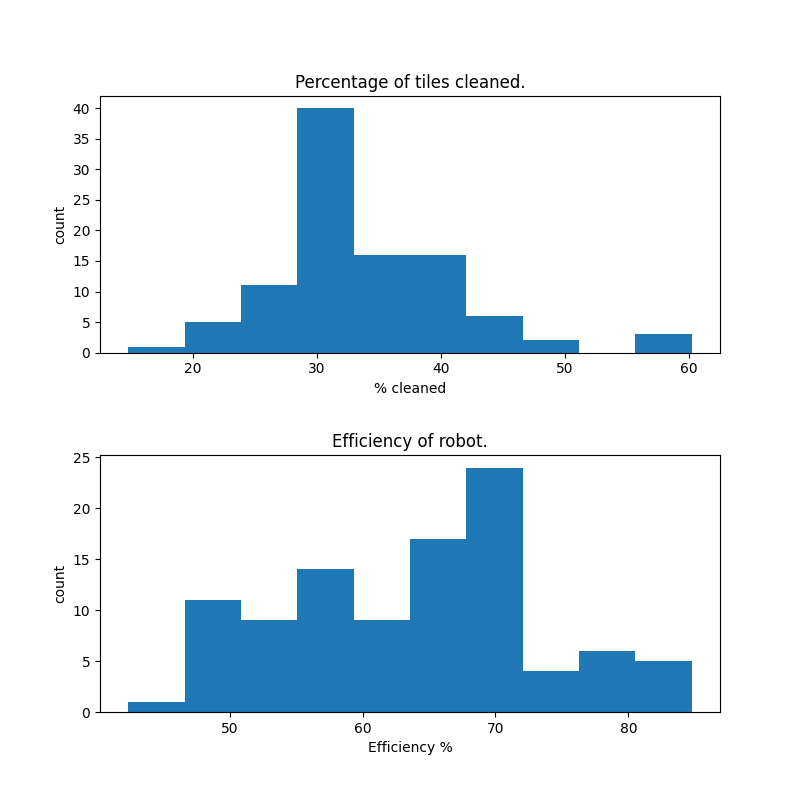 Percentage of tiles cleaned.
40
35
30
25
20
15
10
5
0
count
20 30 40 50 60
% cleaned
Efficiency of robot.
25
20
15
10
5
0
count
50 60 70 80
Efficiency %